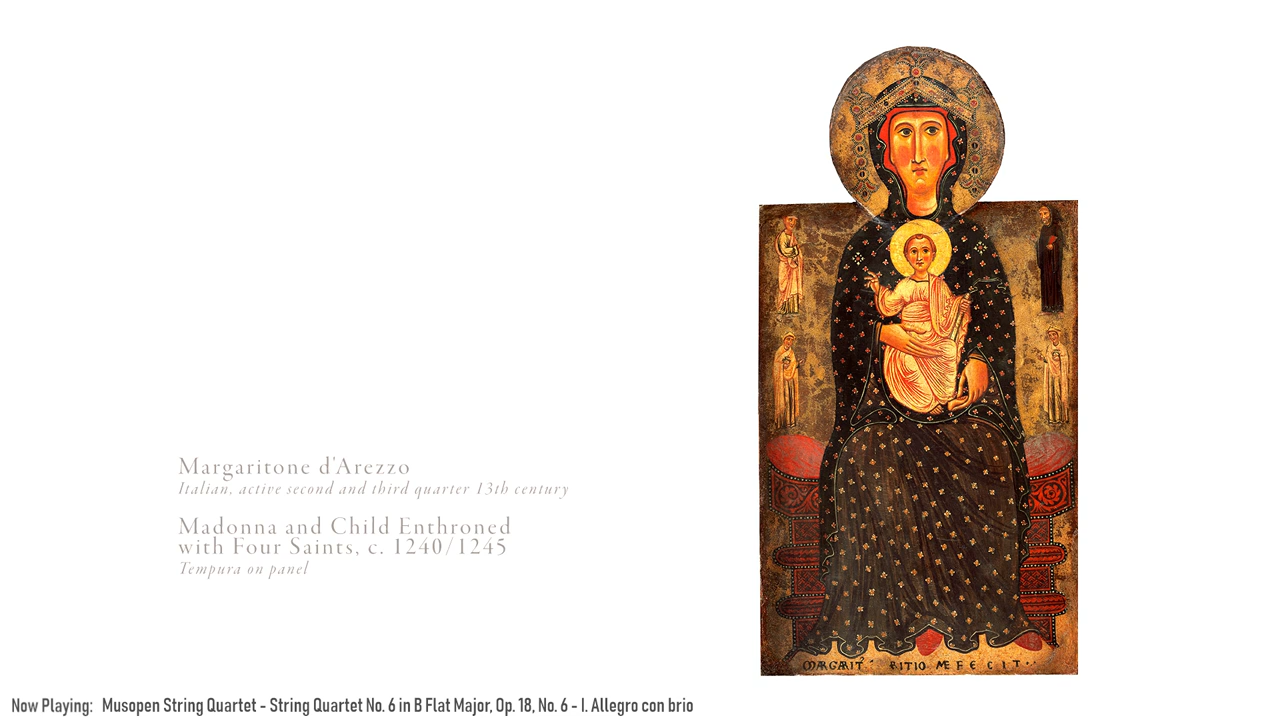 Margaritone d'Arezzo
Italian, active second and third quarter 13th century
Madonna and Child Enthroned
with Four Saints, c. 1240/1245
Tempura on panel
MARGARIT' RITIO ME FECIT
Now Playing: Musopen String Quartet - String Quartet No. 6 in B Flat Major, Op. 18, No. 6 - I. Allegro con brio